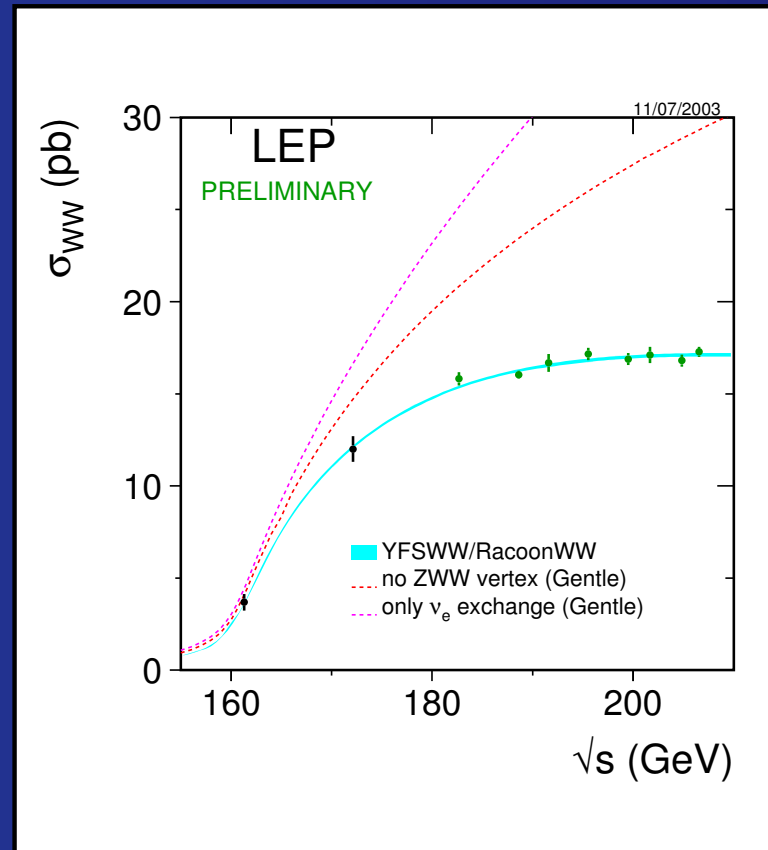 11/07/2003
LEP
PRELIMINARY
σWW (pb)
30
20
10
0
YFSWW/RacoonWW
no ZWW vertex (Gentle)
only νe exchange (Gentle)
160 180 200
√s (GeV)